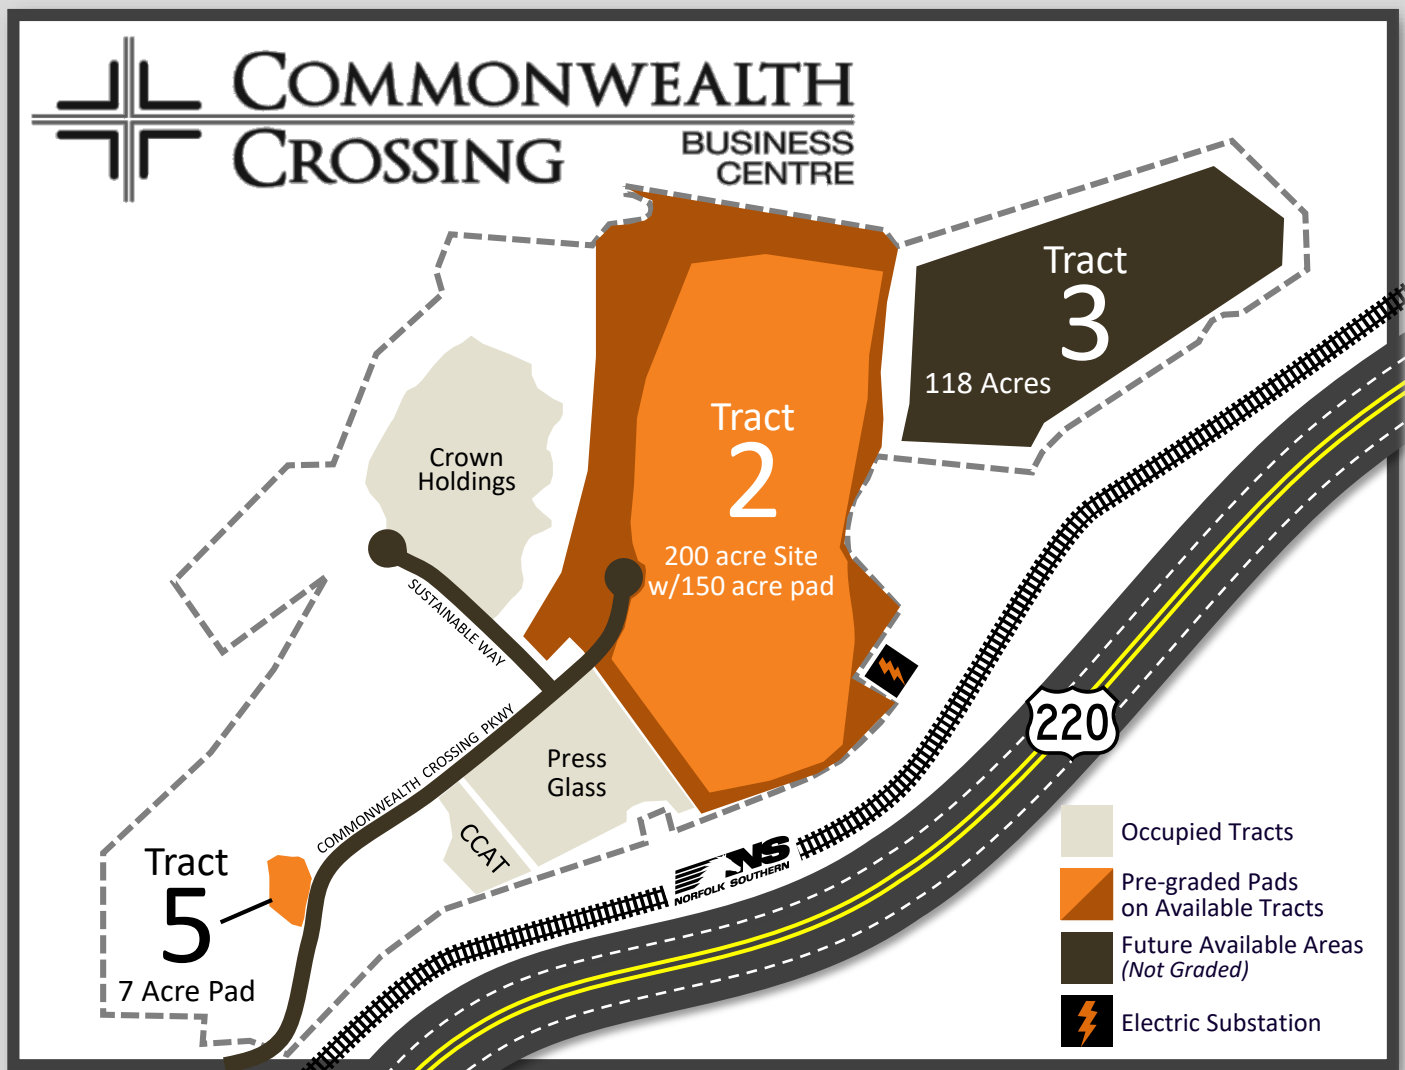 COMMONWEALTH
CROSSING
BUSINESS
CENTRE
Tract
3
118 Acres
Tract
2
200 acre Site
w/150 acre pad
Crown
Holdings
SUSTAINABLE WAY
COMMONWEALTH CROSSING PKWY
Press
Glass
CCAT
220
Tract
5
7 Acre Pad
NS
NORFOLK SOUTHERN
Occupied Tracts
Pre-graded Pads
on Available Tracts
Future Available Areas
(Not Graded)
Electric Substation